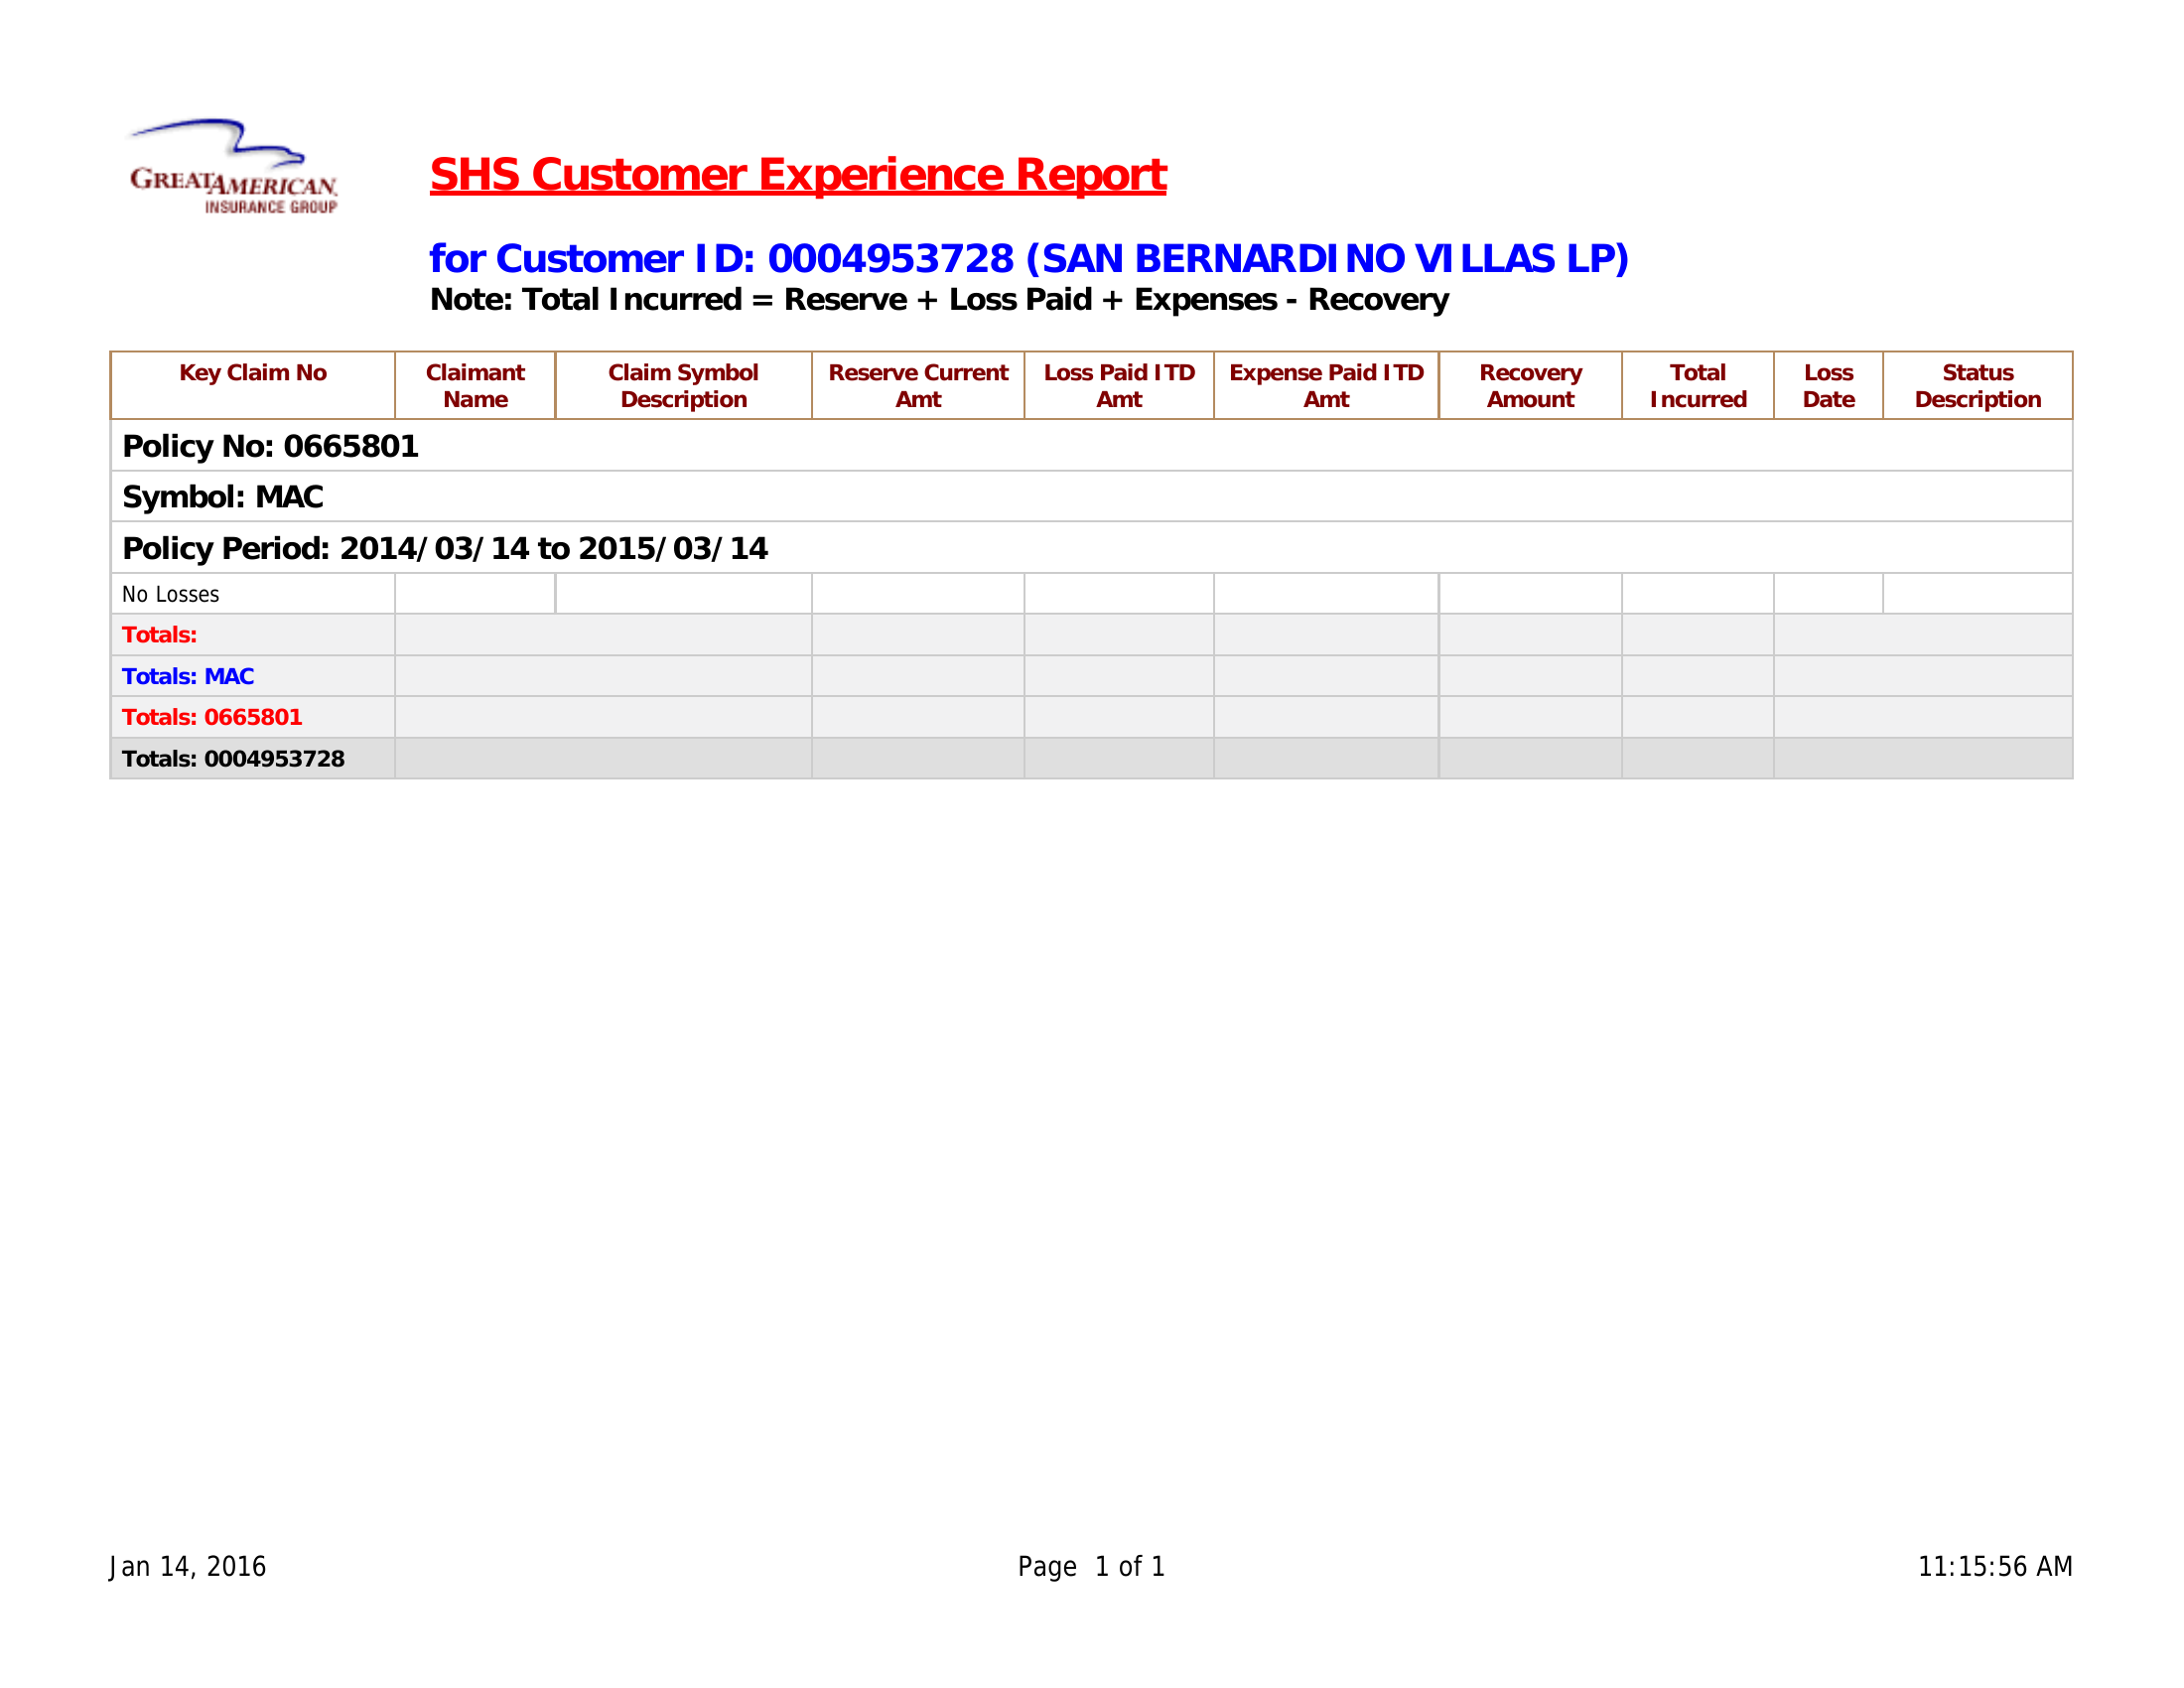 GREATAMERICAN
INSURANCE GROUP
SHS Customer Experience Report
for Customer ID: 0004953728 (SAN BERNARDINO VILLAS LP)
Note: Total Incurred = Reserve + Loss Paid + Expenses - Recovery
Key Claim No | Claimant Name | Claim Symbol Description | Reserve Current Amt | Loss Paid ITD Amt | Expense Paid ITD Amt | Recovery Amount | Total Incurred | Loss Date | Status Description
Policy No: 0665801
Symbol: MAC
Policy Period: 2014/03/14 to 2015/03/14
No Losses
Totals:
Totals: MAC
Totals: 0665801
Totals: 0004953728
Jan 14, 2016 Page 1 of 1 11:15:56 AM